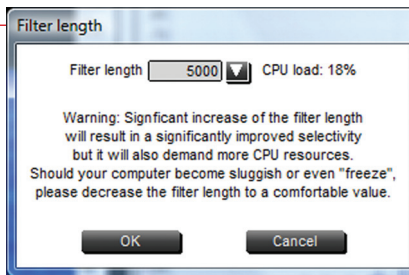 Filter length
Filter length 5000 CPU load: 18%
Warning: Signficant increase of the filter length
will result in a significantly improved selectivity
but it will also demand more CPU resources.
Should your computer become sluggish or even "freeze",
please decrease the filter length to a comfortable value.
OK Cancel